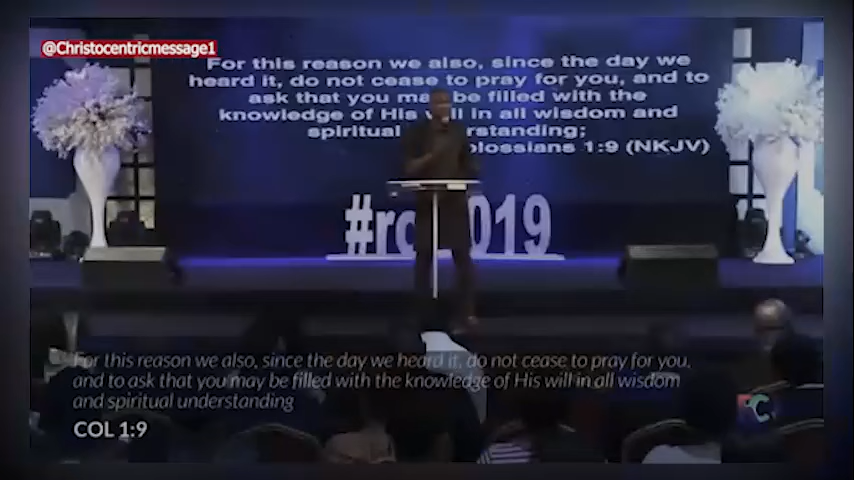 @Christocentricmessage1
For this reason we also, since the day we
heard it, do not cease to pray for you, and to
ask that you may be filled with the
knowledge of His will in all wisdom and
spiritual
Colossians 1:9 (NKJV)
For this reason we also, since the day we heard it, do not cease to pray for you,
and to ask that you may be filled with the knowledge of His will in all wisdom
and spiritual understanding
COL 1:9